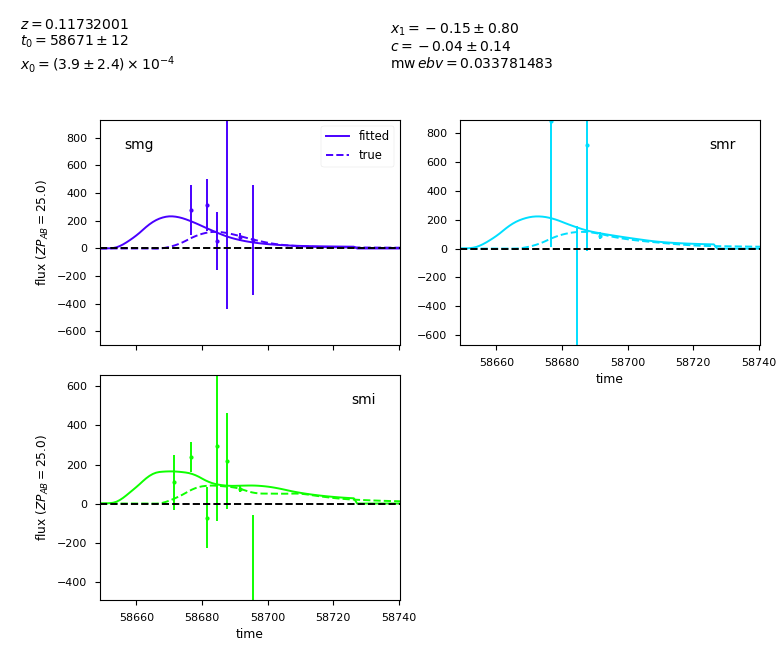 z = 0.11732001
t₀ = 58671 ± 12
x₀ = (3.9 ± 2.4) × 10⁻⁴
x₁ = −0.15 ± 0.80
c = −0.04 ± 0.14
mw ebv = 0.033781483
smg
fitted
true
800
600
400
200
0
−200
−400
−600
flux (ZP_AB = 25.0)
smr
800
600
400
200
0
−200
−400
−600
58660 58680 58700 58720 58740
time
smi
600
400
200
0
−200
−400
flux (ZP_AB = 25.0)
58660 58680 58700 58720 58740
time